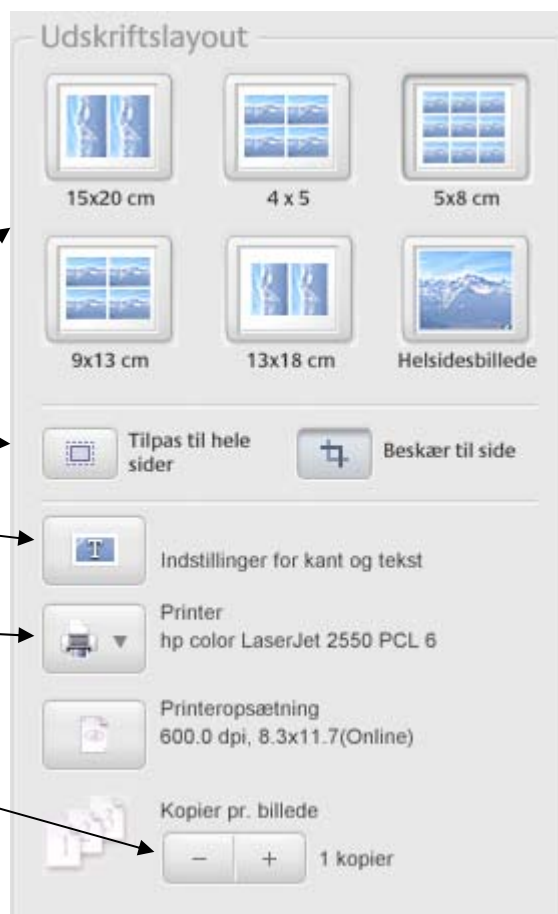 Udskriftslayout
15x20 cm
4 x 5
5x8 cm
9x13 cm
13x18 cm
Helsidesbillede
Tilpas til hele
sider
Beskær til side
T
Indstillinger for kant og tekst
Printer
hp color LaserJet 2550 PCL 6
Printeropsætning
600.0 dpi, 8.3x11.7(Online)
Kopier pr. billede
- + 1 kopier